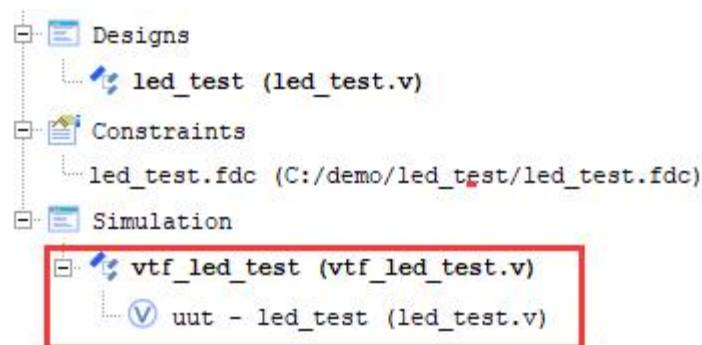 Designs
led_test (led_test.v)
Constraints
led_test.fdc (C:/demo/led_test/led_test.fdc)
Simulation
vtf_led_test (vtf_led_test.v)
V uut - led_test (led_test.v)